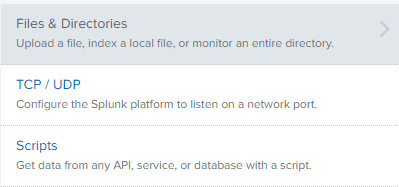 Files & Directories
Upload a file, index a local file, or monitor an entire directory.
TCP / UDP
Configure the Splunk platform to listen on a network port.
Scripts
Get data from any API, service, or database with a script.